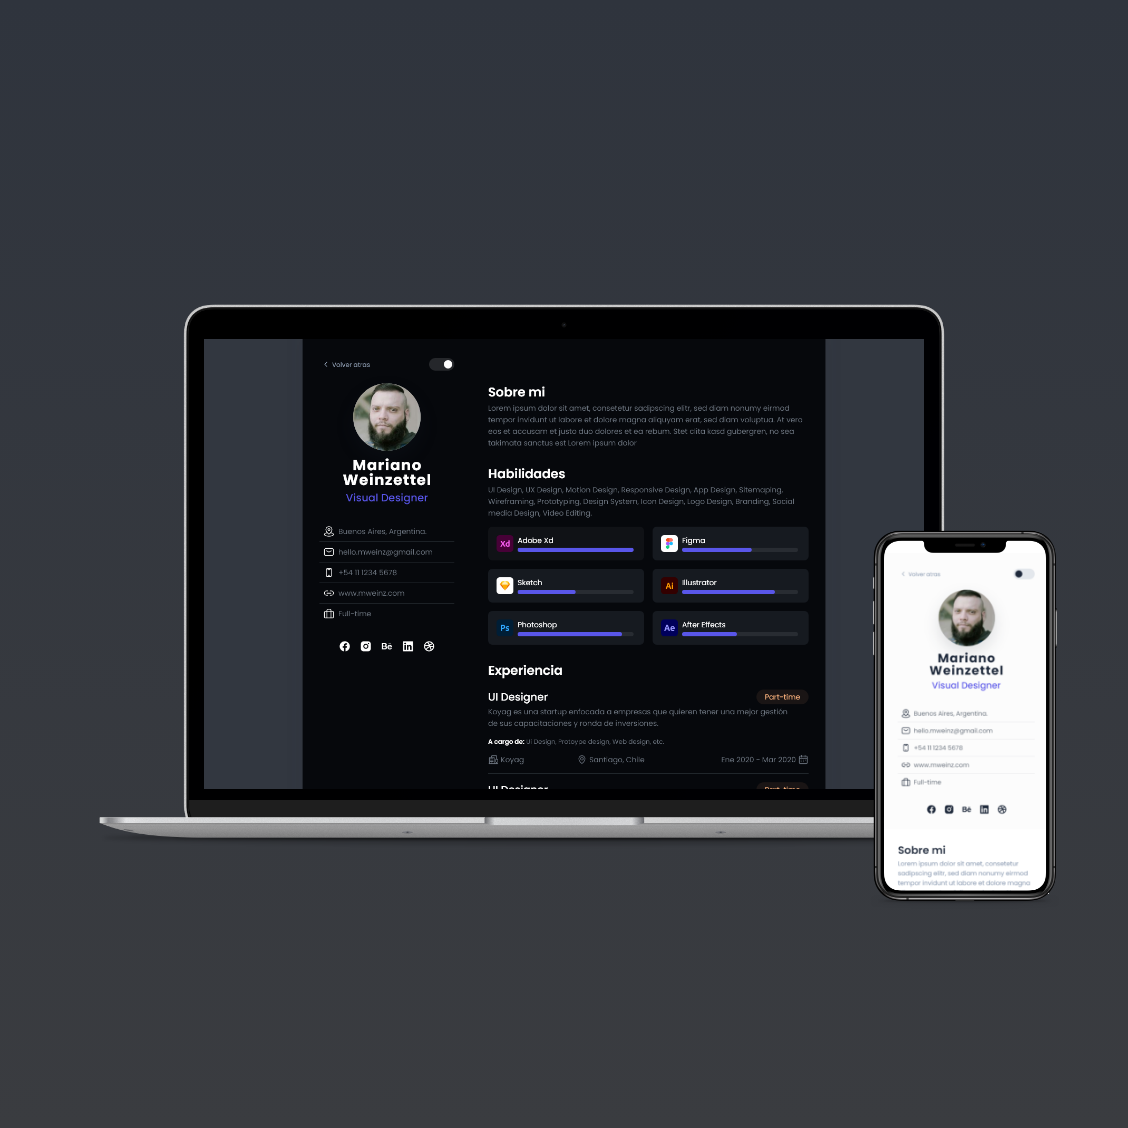 Volver atras
Mariano
Weinzettel
Visual Designer
Buenos Aires, Argentina.
hello.mweinz@gmail.com
+54 11 1234 5678
www.mweinz.com
Full-time
Bē
in
Sobre mi
Lorem ipsum dolor sit amet, consetetur sadipscing elitr, sed diam nonumy eirmod
tempor invidunt ut labore et dolore magna aliquyam erat, sed diam voluptua. At vero
eos et accusam et justo duo dolores et ea rebum. Stet clita kasd gubergren, no sea
takimata sanctus est Lorem ipsum dolor
Habilidades
UI Design, UX Design, Motion Design, Responsive Design, App Design, Sitemaping,
Wireframing, Prototyping, Design System, Icon Design, Logo Design, Branding, Social
media Design, Video Editing.
Xd Adobe Xd
Figma
Sketch
Ai Illustrator
Ps Photoshop
Ae After Effects
Experiencia
UI Designer Part-time
Koyag es una startup enfocada a empresas que quieren tener una mejor gestión
de sus capacitaciones y ronda de inversiones.
A cargo de: UI Design, Protoype design, Web design, etc.
Koyag Santiago, Chile Ene 2020 - Mar 2020
UI Designer Part-time
Volver atras
Mariano
Weinzettel
Visual Designer
Buenos Aires, Argentina.
hello.mweinz@gmail.com
+54 11 1234 5678
www.mweinz.com
Full-time
Bē
in
Sobre mi
Lorem ipsum dolor sit amet, consetetur
sadipscing elitr, sed diam nonumy eirmod
tempor invidunt ut labore et dolore magna